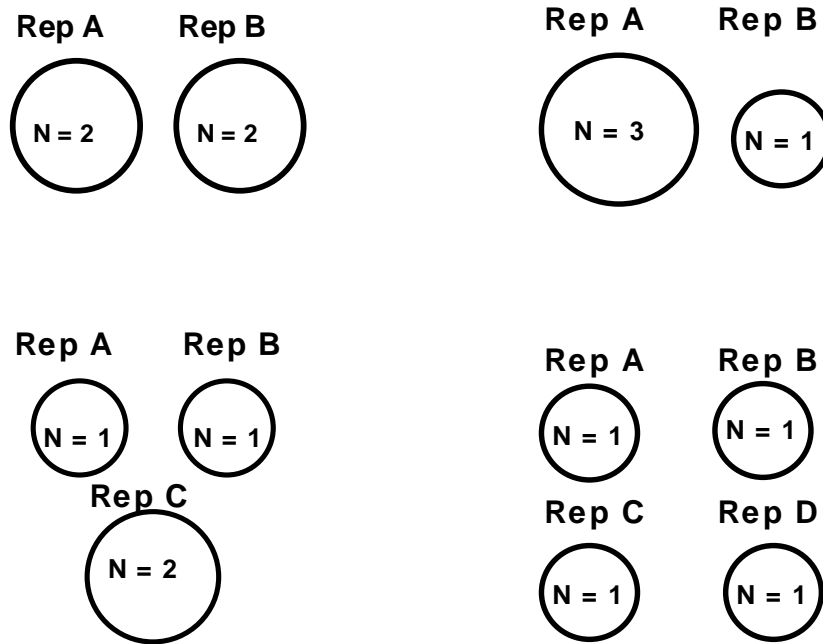 Rep A Rep B
N = 2 N = 2
Rep A Rep B
N = 3 N = 1
Rep A Rep B
N = 1 N = 1
Rep C
N = 2
Rep A Rep B
N = 1 N = 1
Rep C Rep D
N = 1 N = 1